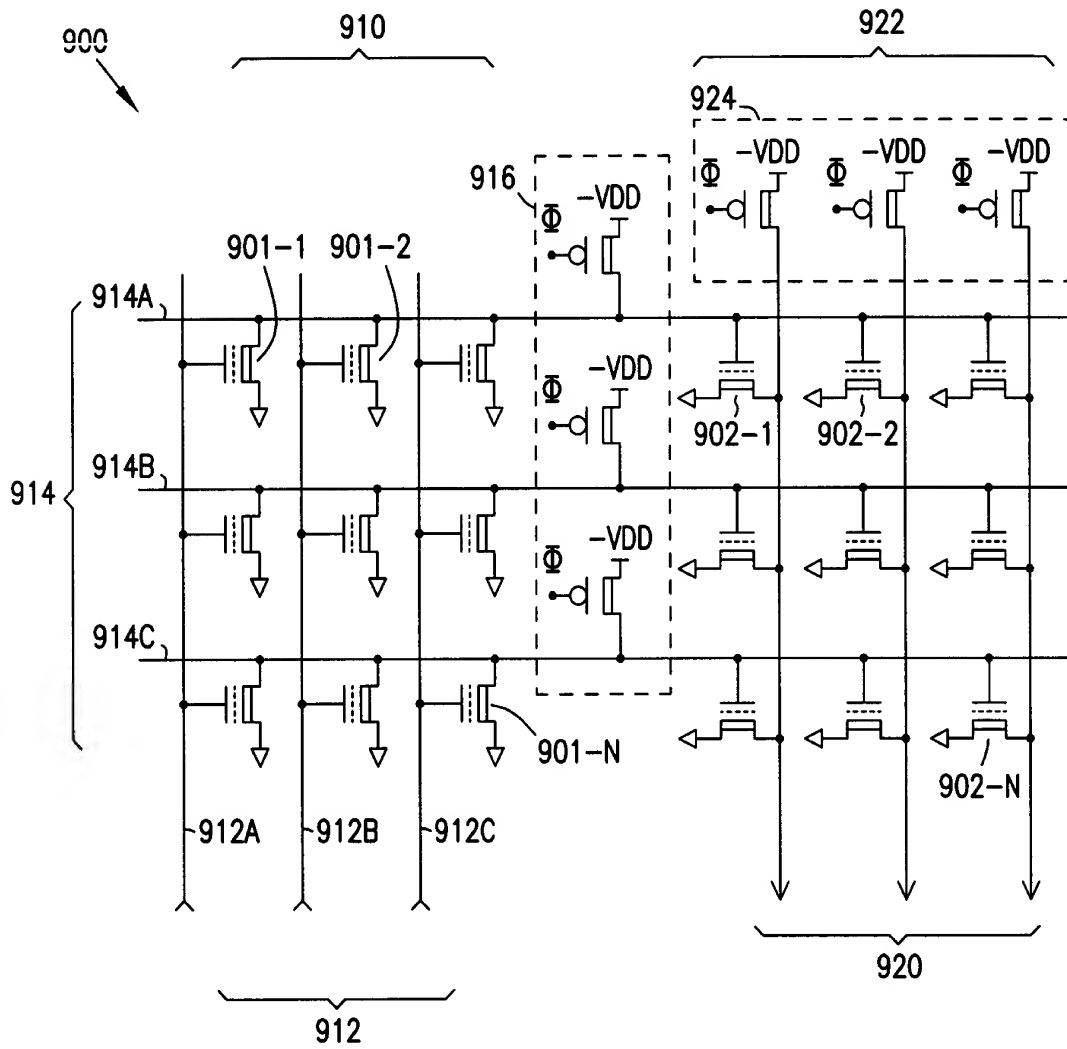 900
910
922
924
916
Φ -VDD
Φ -VDD
Φ -VDD
Φ -VDD
901-1
901-2
914A
Φ -VDD
902-1
902-2
914B
914
Φ -VDD
914C
901-N
902-N
912A
912B
912C
920
912